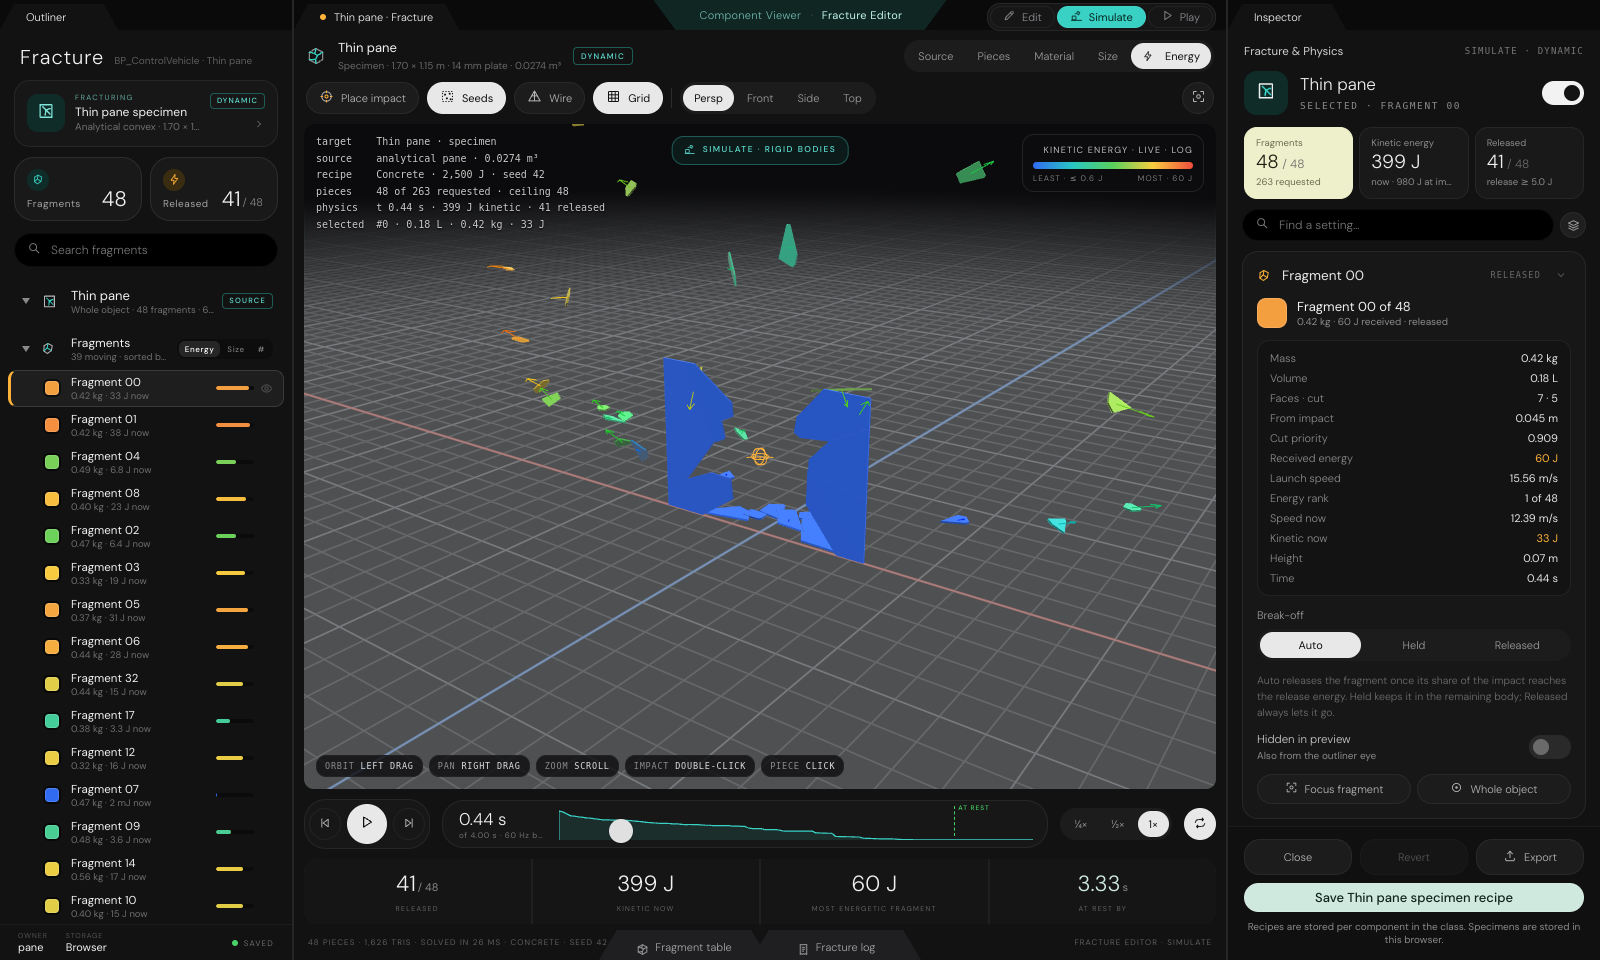 Outliner
Fracture
BP_ControlVehicle · Thin pane
FRACTURING
Thin pane specimen
Analytical convex · 1.70 × 1...
DYNAMIC
Fragments
48
Released
41 / 48
Search fragments
Thin pane
Whole object · 48 fragments · 6...
SOURCE
Fragments
39 moving · sorted b...
Energy
Size
#
Fragment 00
0.42 kg · 33 J now
Fragment 01
0.42 kg · 38 J now
Fragment 04
0.49 kg · 6.8 J now
Fragment 08
0.40 kg · 23 J now
Fragment 02
0.47 kg · 6.4 J now
Fragment 03
0.33 kg · 19 J now
Fragment 05
0.37 kg · 31 J now
Fragment 06
0.44 kg · 28 J now
Fragment 32
0.44 kg · 15 J now
Fragment 17
0.38 kg · 3.3 J now
Fragment 12
0.32 kg · 16 J now
Fragment 07
0.47 kg · 2 mJ now
Fragment 09
0.48 kg · 3.6 J now
Fragment 14
0.56 kg · 17 J now
Fragment 10
0.40 kg · 15 J now
OWNER
pane
STORAGE
Browser
SAVED
Thin pane · Fracture
Component Viewer · Fracture Editor
Edit
Simulate
Play
Thin pane
Specimen · 1.70 × 1.15 m · 14 mm plate · 0.0274 m³
DYNAMIC
Source
Pieces
Material
Size
Energy
Place impact
Seeds
Wire
Grid
Persp
Front
Side
Top
target Thin pane · specimen
source analytical pane · 0.0274 m³
recipe Concrete · 2,500 J · seed 42
pieces 48 of 263 requested · ceiling 48
physics t 0.44 s · 399 J kinetic · 41 released
selected #0 · 0.18 L · 0.42 kg · 33 J
SIMULATE · RIGID BODIES
KINETIC ENERGY · LIVE · LOG
LEAST · ≤ 0.6 J
MOST · 60 J
ORBIT LEFT DRAG
PAN RIGHT DRAG
ZOOM SCROLL
IMPACT DOUBLE-CLICK
PIECE CLICK
0.44 s
of 4.00 s · 60 Hz b...
AT REST
¼×
½×
1×
41 / 48
RELEASED
399 J
KINETIC NOW
60 J
MOST ENERGETIC FRAGMENT
3.33 s
AT REST BY
48 PIECES · 1,626 TRIS · SOLVED IN 26 MS · CONCRETE · SEED 42
Fragment table
Fracture log
FRACTURE EDITOR · SIMULATE
Inspector
Fracture & Physics
SIMULATE · DYNAMIC
Thin pane
SELECTED · FRAGMENT 00
Fragments
48 / 48
263 requested
Kinetic energy
399 J
now · 980 J at im...
Released
41 / 48
release ≥ 5.0 J
Find a setting...
Fragment 00
RELEASED
Fragment 00 of 48
0.42 kg · 60 J received · released
Mass 0.42 kg
Volume 0.18 L
Faces · cut 7 · 5
From impact 0.045 m
Cut priority 0.909
Received energy 60 J
Launch speed 15.56 m/s
Energy rank 1 of 48
Speed now 12.39 m/s
Kinetic now 33 J
Height 0.07 m
Time 0.44 s
Break-off
Auto
Held
Released
Auto releases the fragment once its share of the impact reaches
the release energy. Held keeps it in the remaining body; Released
always lets it go.
Hidden in preview
Also from the outliner eye
Focus fragment
Whole object
Close
Revert
Export
Save Thin pane specimen recipe
Recipes are stored per component in the class. Specimens are stored in
this browser.